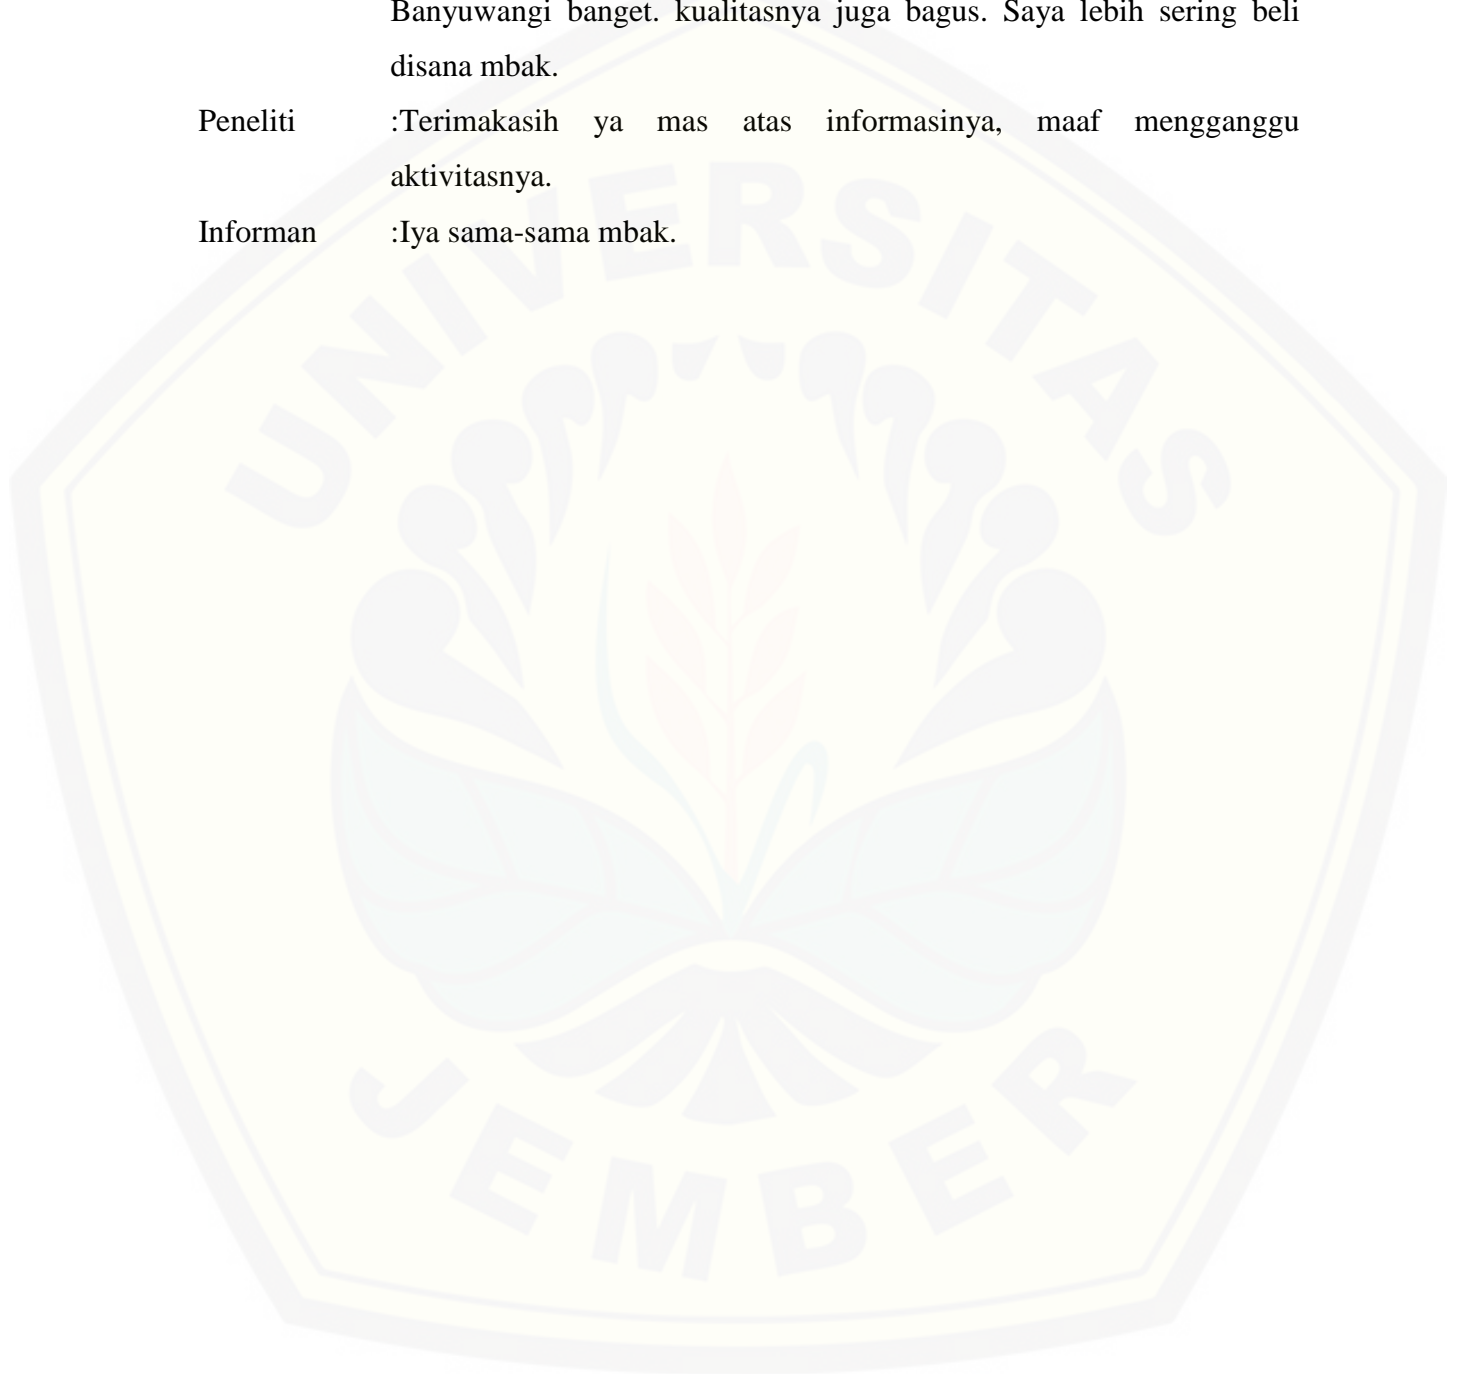 Banyuwangi banget. kualitasnya juga bagus. Saya lebih sering beli
disana mbak.
Peneliti :Terimakasih ya mas atas informasinya, maaf mengganggu
aktivitasnya.
Informan :Iya sama-sama mbak.
UNIVERSITAS
JEMBER